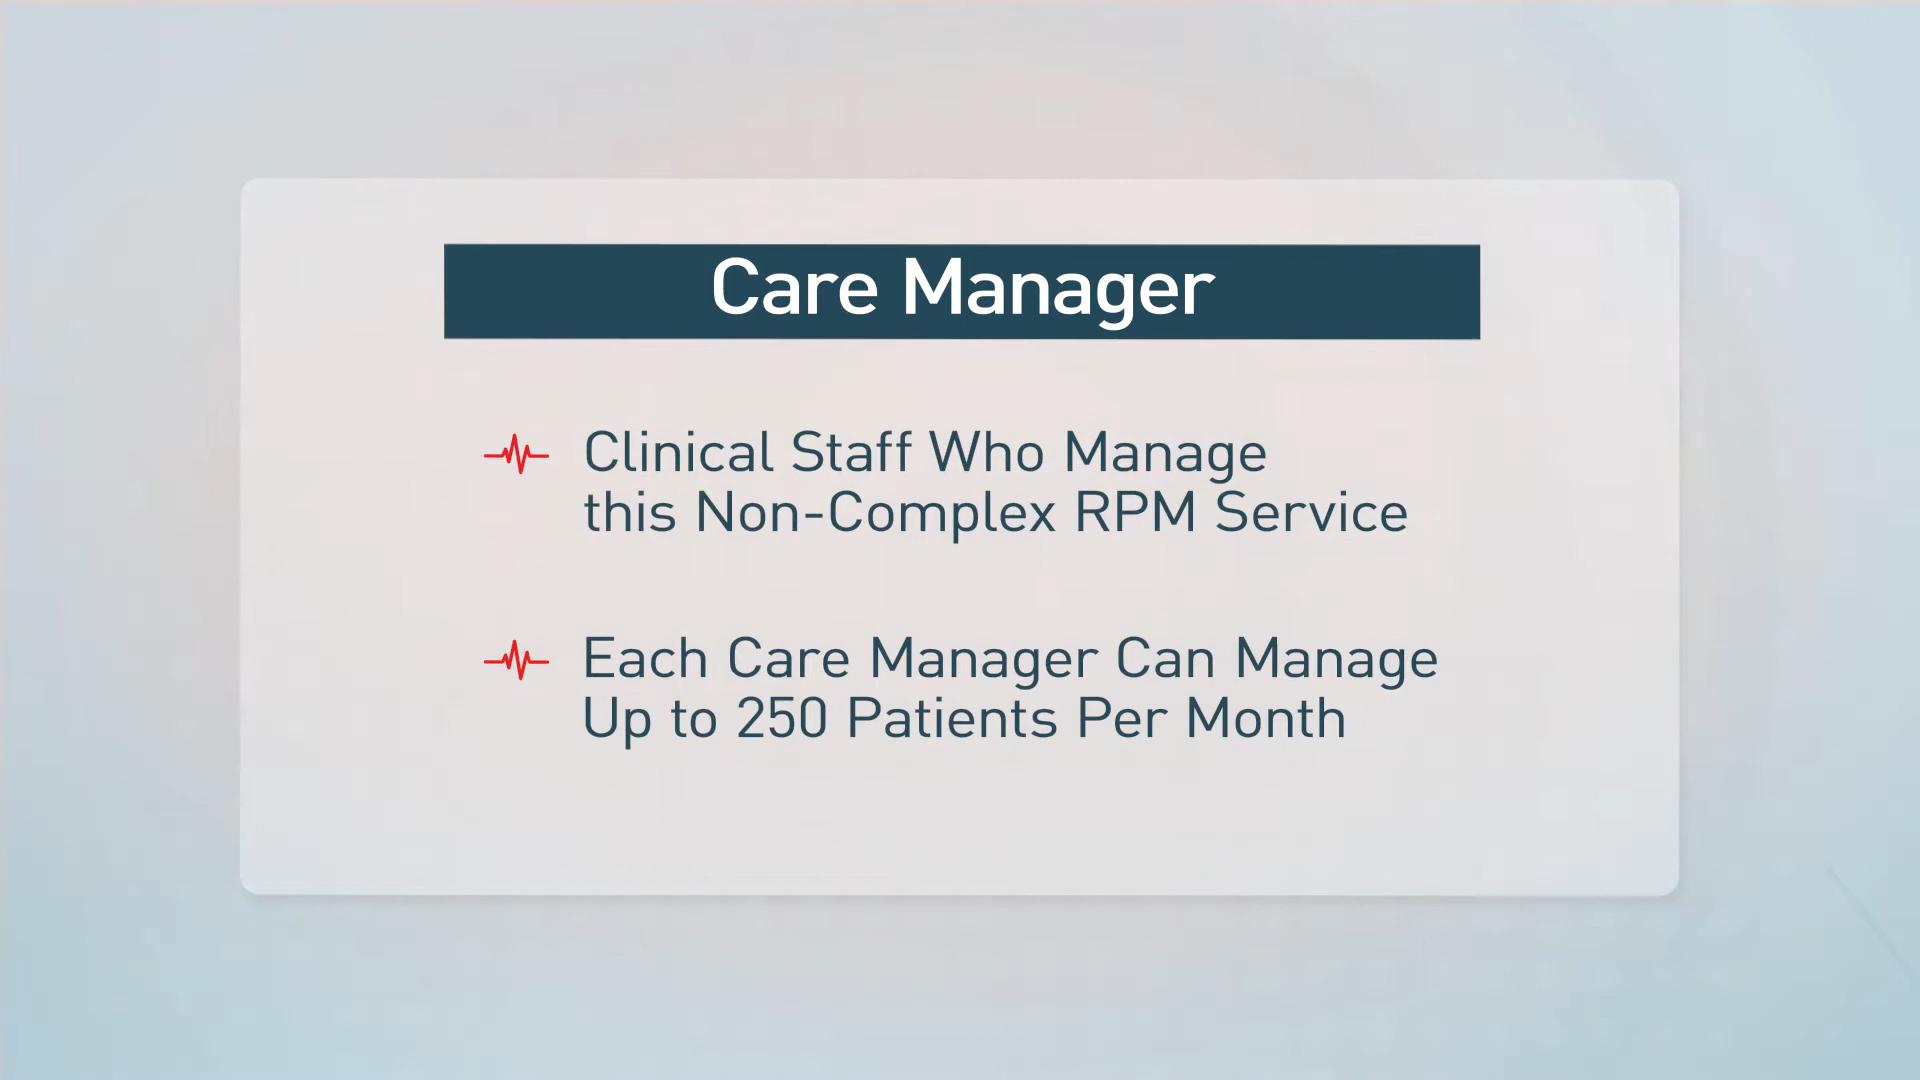 Care Manager
Clinical Staff Who Manage
this Non-Complex RPM Service
Each Care Manager Can Manage
Up to 250 Patients Per Month